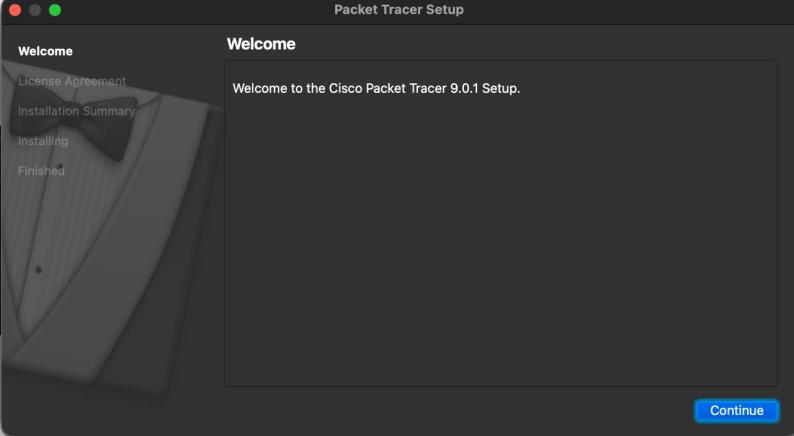 Packet Tracer Setup
Welcome
License Agreement
Installation Summary
Installing
Finished
Welcome
Welcome to the Cisco Packet Tracer 9.0.1 Setup.
Continue